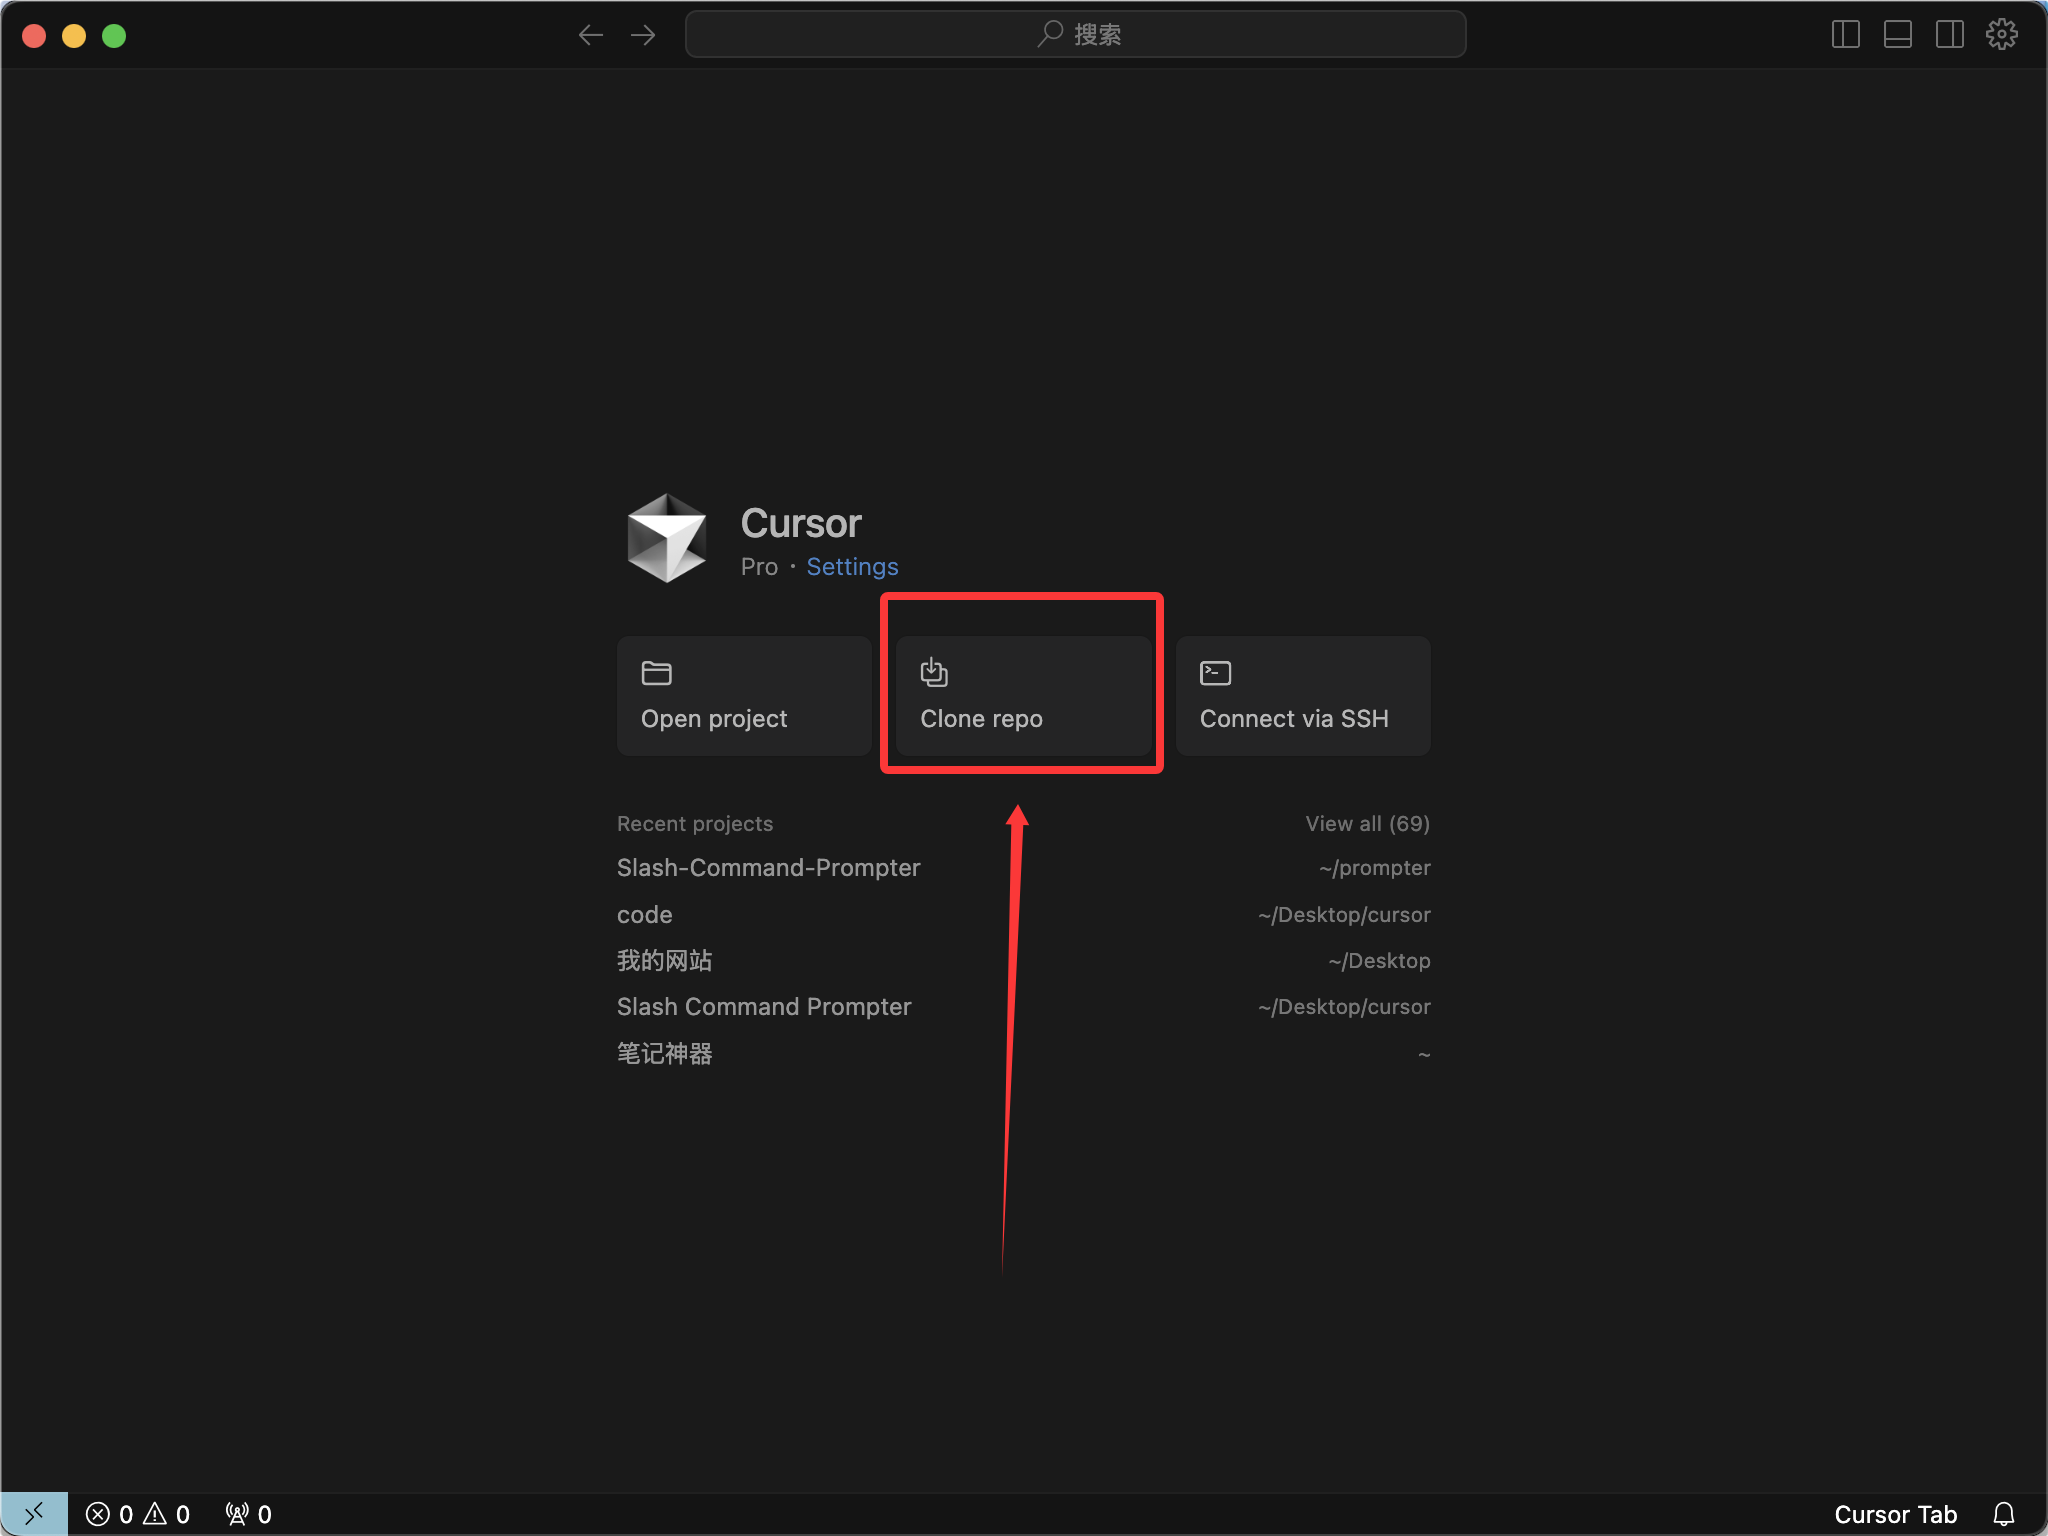 搜索
Cursor
Pro · Settings
Open project
Clone repo
Connect via SSH
Recent projects
View all (69)
Slash-Command-Prompter
~/prompter
code
~/Desktop/cursor
我的网站
~/Desktop
Slash Command Prompter
~/Desktop/cursor
笔记神器
~
0 0 0
Cursor Tab